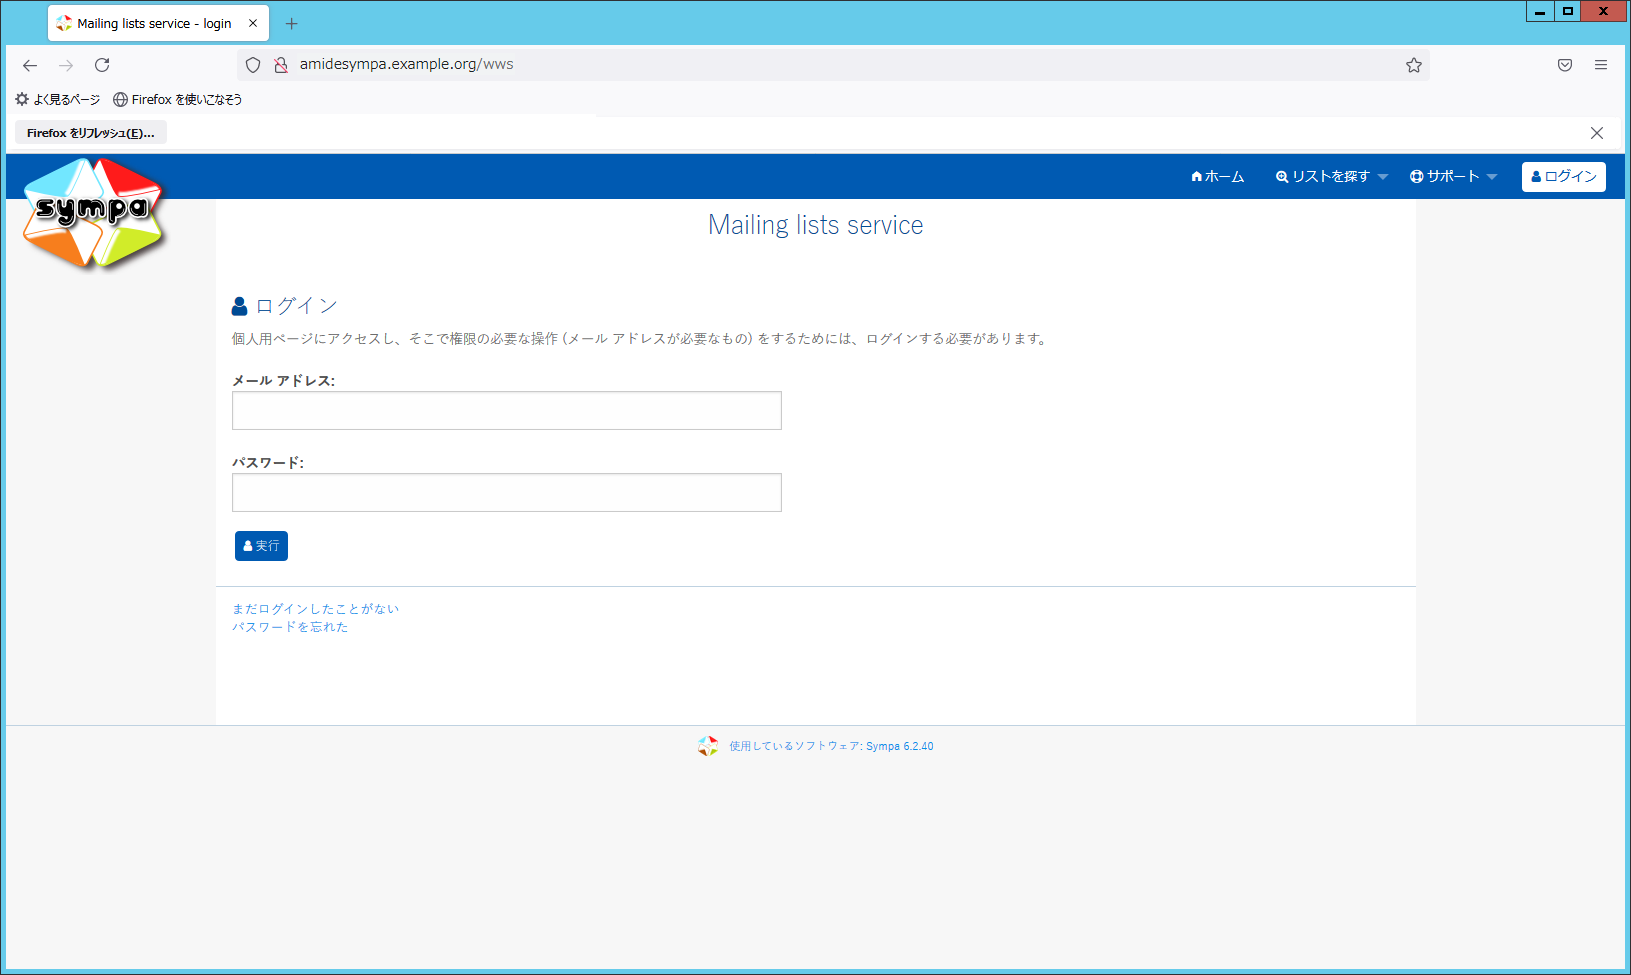 Mailing lists service - login
amidesympa.example.org/wws
よく見るページ Firefox を使いこなそう
Firefox をリフレッシュ(E)...
ホーム リストを探す サポート ログイン
sympa
Mailing lists service
ログイン
個人用ページにアクセスし、そこで権限の必要な操作 (メール アドレスが必要なもの) をするためには、ログインする必要があります。
メール アドレス:
パスワード:
実行
まだログインしたことがない
パスワードを忘れた
使用しているソフトウェア: Sympa 6.2.40